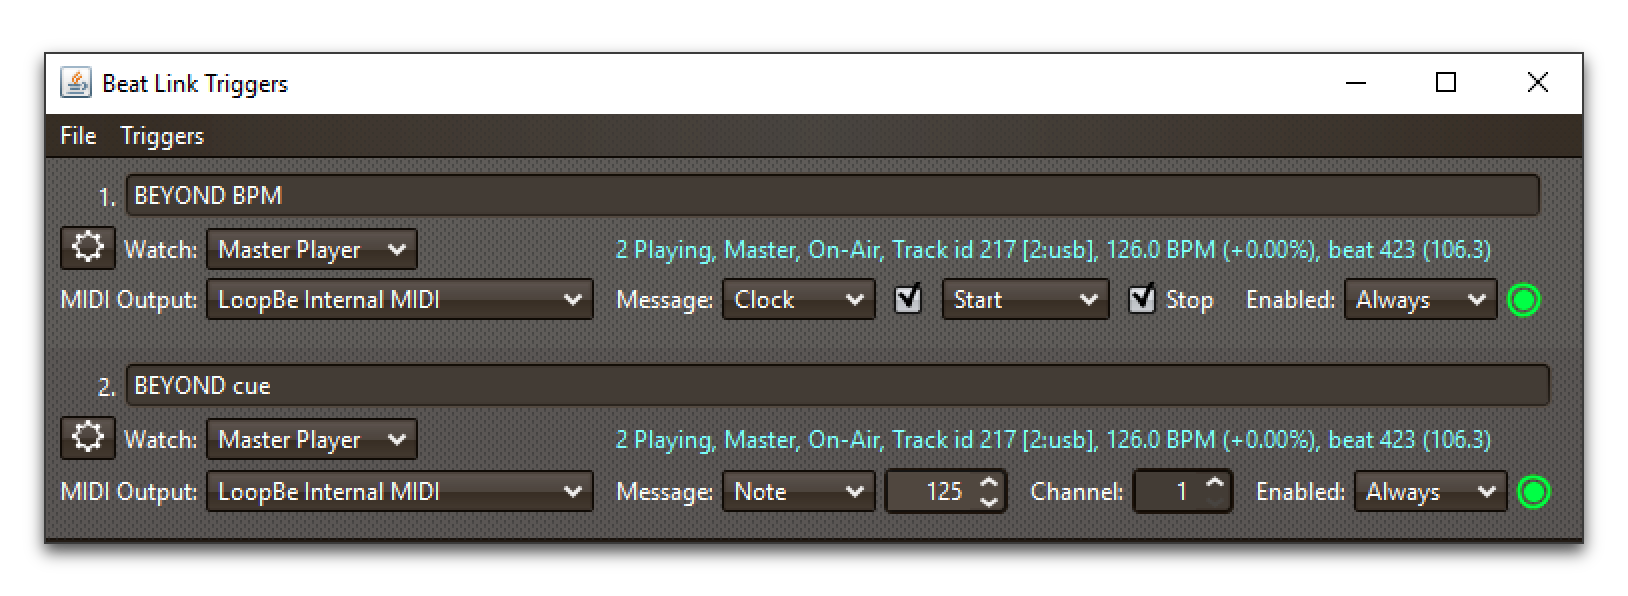 Beat Link Triggers
File Triggers
1. BEYOND BPM
Watch: Master Player 2 Playing, Master, On-Air, Track id 217 [2:usb], 126.0 BPM (+0.00%), beat 423 (106.3)
MIDI Output: LoopBe Internal MIDI Message: Clock Start Stop Enabled: Always
2. BEYOND cue
Watch: Master Player 2 Playing, Master, On-Air, Track id 217 [2:usb], 126.0 BPM (+0.00%), beat 423 (106.3)
MIDI Output: LoopBe Internal MIDI Message: Note 125 Channel: 1 Enabled: Always